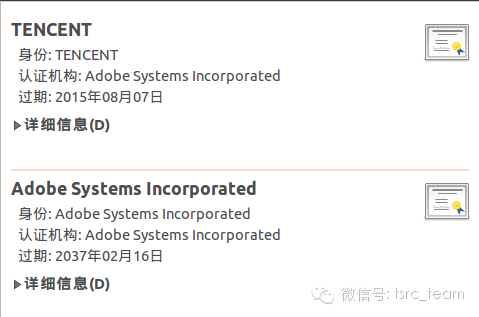 TENCENT
身份: TENCENT
认证机构: Adobe Systems Incorporated
过期: 2015年08月07日
详细信息(D)
Adobe Systems Incorporated
身份: Adobe Systems Incorporated
认证机构: Adobe Systems Incorporated
过期: 2037年02月16日
详细信息(D)
微信号: tsrc_team